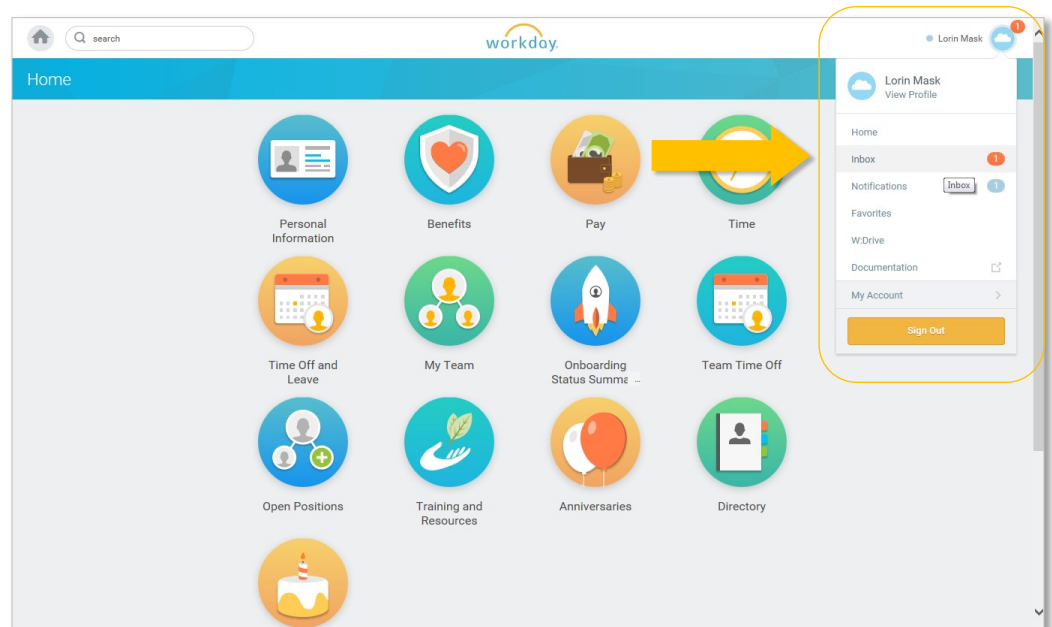 search
workday.
Lorin Mask
1
Home
Lorin Mask
View Profile
Home
Inbox 1
Notifications Inbox 1
Favorites
W:Drive
Documentation
My Account
Sign Out
Personal
Information
Benefits
Pay
Time
Time Off and
Leave
My Team
Onboarding
Status Summa ...
Team Time Off
Open Positions
Training and
Resources
Anniversaries
Directory